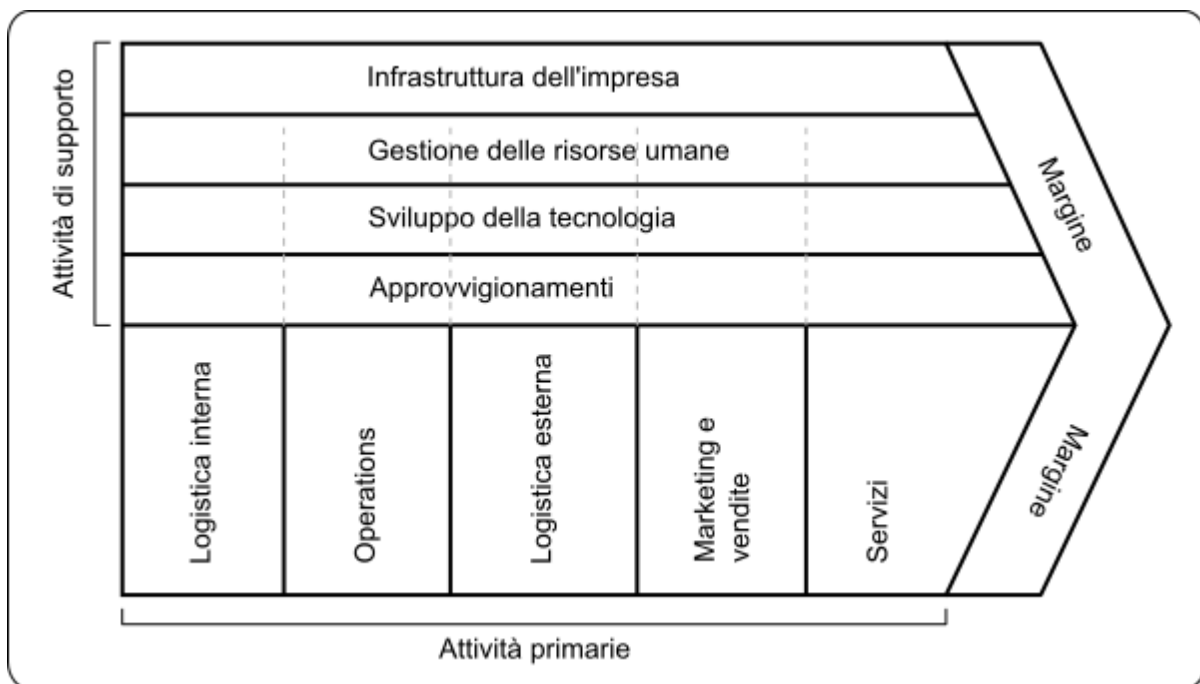 Attività di supporto
Infrastruttura dell'impresa
Gestione delle risorse umane
Sviluppo della tecnologia
Approvvigionamenti
Margine
Logistica interna
Operations
Logistica esterna
Marketing e
vendite
Servizi
Margine
Attività primarie